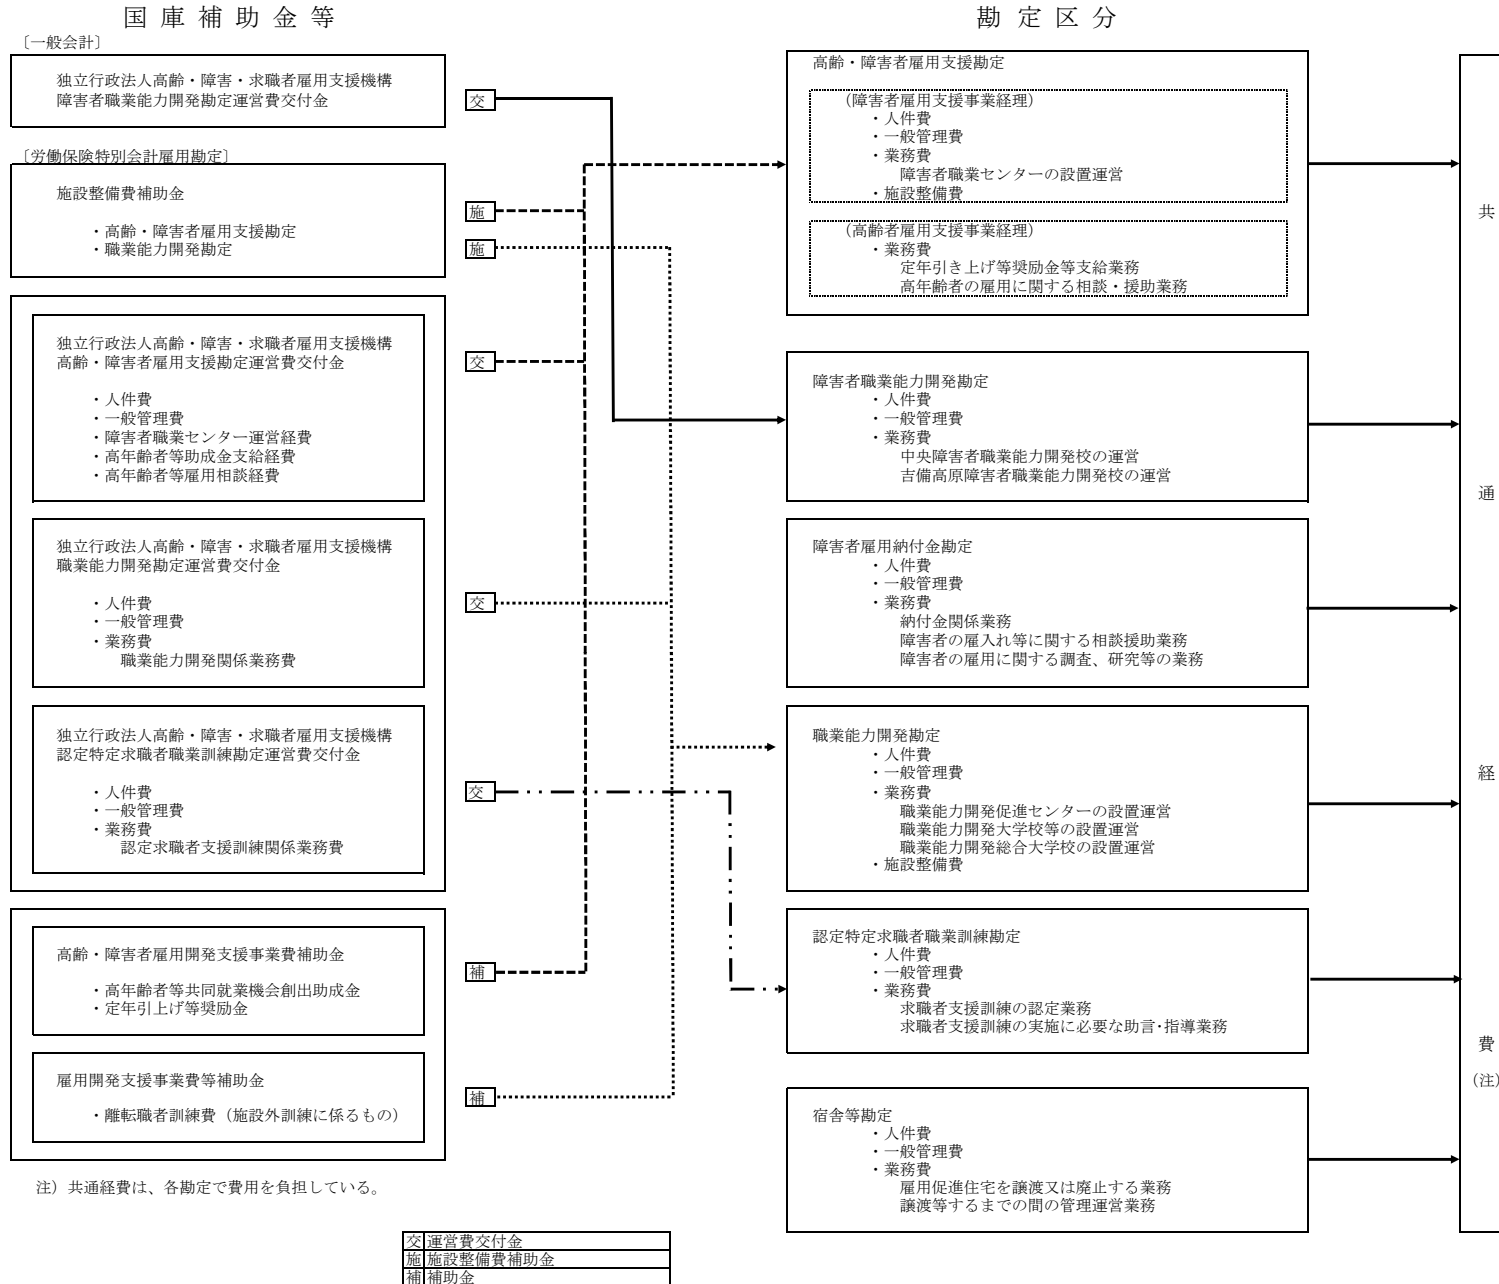 国庫補助金等
〔一般会計〕
独立行政法人高齢・障害・求職者雇用支援機構
障害者職業能力開発勘定運営費交付金
交
〔労働保険特別会計雇用勘定〕
施設整備費補助金
・高齢・障害者雇用支援勘定
・職業能力開発勘定
施
施
独立行政法人高齢・障害・求職者雇用支援機構
高齢・障害者雇用支援勘定運営費交付金
・人件費
・一般管理費
・障害者職業センター運営経費
・高年齢者等助成金支給経費
・高年齢者等雇用相談経費
交
独立行政法人高齢・障害・求職者雇用支援機構
職業能力開発勘定運営費交付金
・人件費
・一般管理費
・業務費
職業能力開発関係業務費
交
独立行政法人高齢・障害・求職者雇用支援機構
認定特定求職者職業訓練勘定運営費交付金
・人件費
・一般管理費
・業務費
認定求職者支援訓練関係業務費
交
高齢・障害者雇用開発支援事業費補助金
・高年齢者等共同就業機会創出助成金
・定年引上げ等奨励金
補
雇用開発支援事業費等補助金
・離転職者訓練費（施設外訓練に係るもの）
補
注）共通経費は、各勘定で費用を負担している。
交 運営費交付金
施 施設整備費補助金
補 補助金
勘定区分
高齢・障害者雇用支援勘定
（障害者雇用支援事業経理）
・人件費
・一般管理費
・業務費
障害者職業センターの設置運営
・施設整備費
（高齢者雇用支援事業経理）
・業務費
定年引き上げ等奨励金等支給業務
高年齢者の雇用に関する相談・援助業務
障害者職業能力開発勘定
・人件費
・一般管理費
・業務費
中央障害者職業能力開発校の運営
吉備高原障害者職業能力開発校の運営
障害者雇用納付金勘定
・人件費
・一般管理費
・業務費
納付金関係業務
障害者の雇入れ等に関する相談援助業務
障害者の雇用に関する調査、研究等の業務
職業能力開発勘定
・人件費
・一般管理費
・業務費
職業能力開発促進センターの設置運営
職業能力開発大学校等の設置運営
職業能力開発総合大学校の設置運営
・施設整備費
認定特定求職者職業訓練勘定
・人件費
・一般管理費
・業務費
求職者支援訓練の認定業務
求職者支援訓練の実施に必要な助言･指導業務
宿舎等勘定
・人件費
・一般管理費
・業務費
雇用促進住宅を譲渡又は廃止する業務
譲渡等するまでの間の管理運営業務
共
通
経
費
（注）